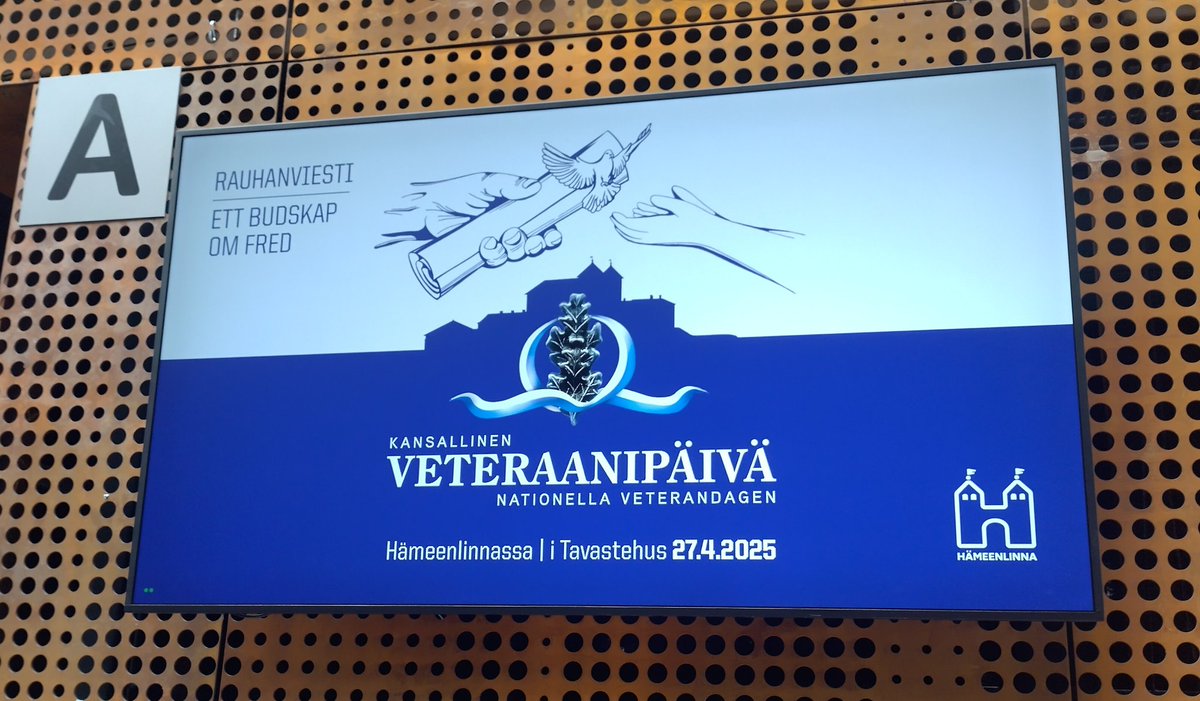 A
RAUHANVIESTI
ETT BUDSKAP
OM FRED
KANSALLINEN
VETERAANIPÄIVÄ
NATIONELLA VETERANDAGEN
Hämeenlinnassa | i Tavastehus 27.4.2025
HÄMEENLINNA